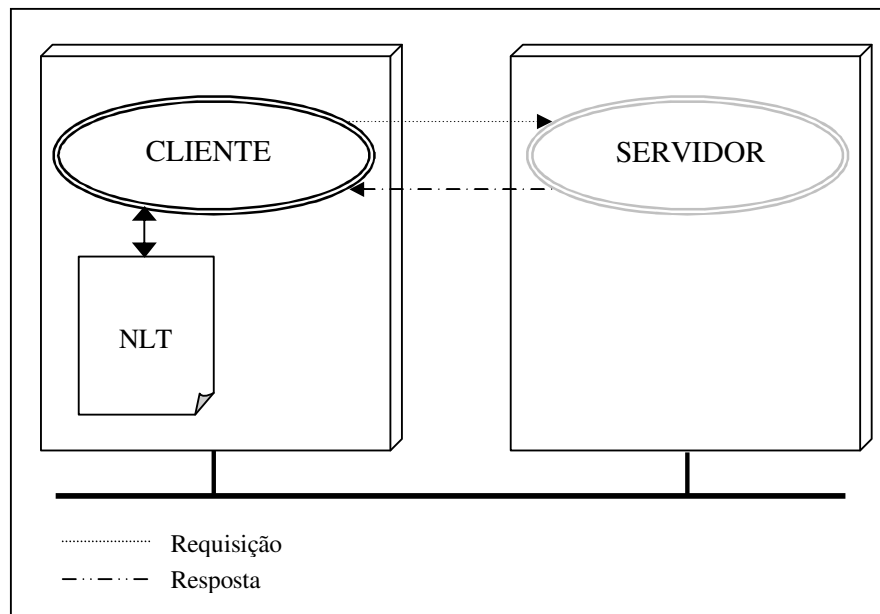 CLIENTE
SERVIDOR
NLT
Requisição
Resposta